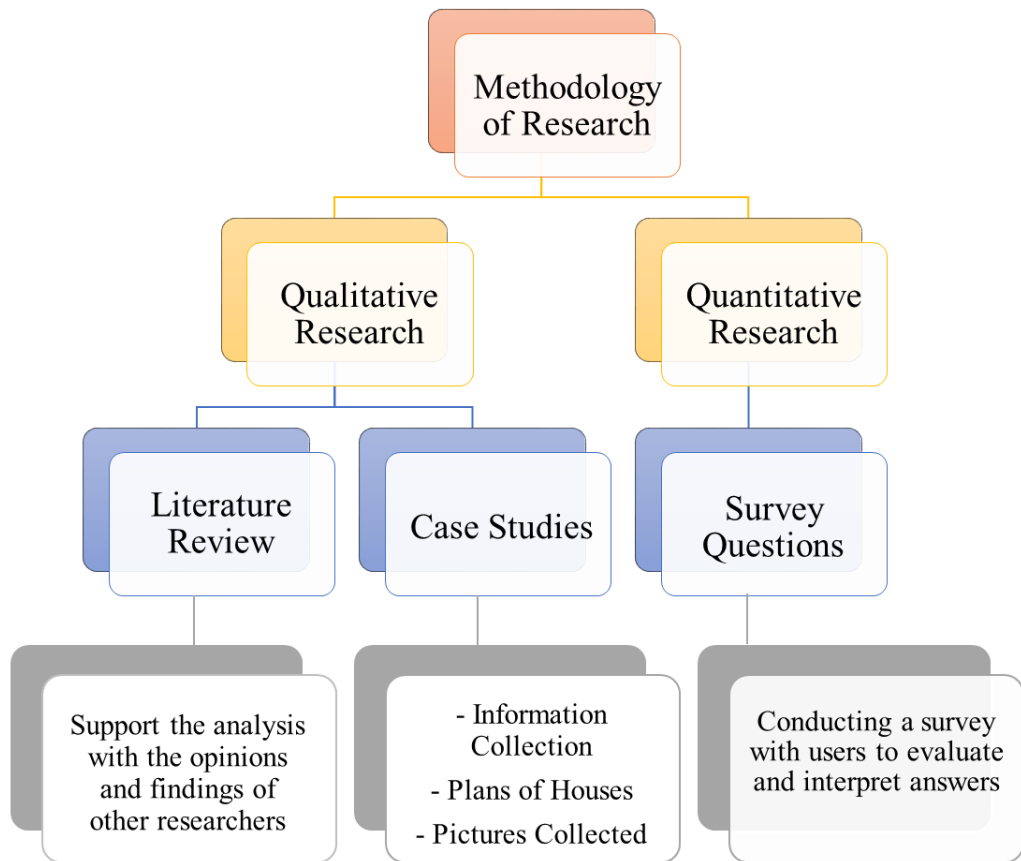 Methodology
of Research
Qualitative
Research
Quantitative
Research
Literature
Review
Case Studies
Survey
Questions
Support the analysis
with the opinions
and findings of
other researchers
- Information
Collection
- Plans of Houses
- Pictures Collected
Conducting a survey
with users to evaluate
and interpret answers